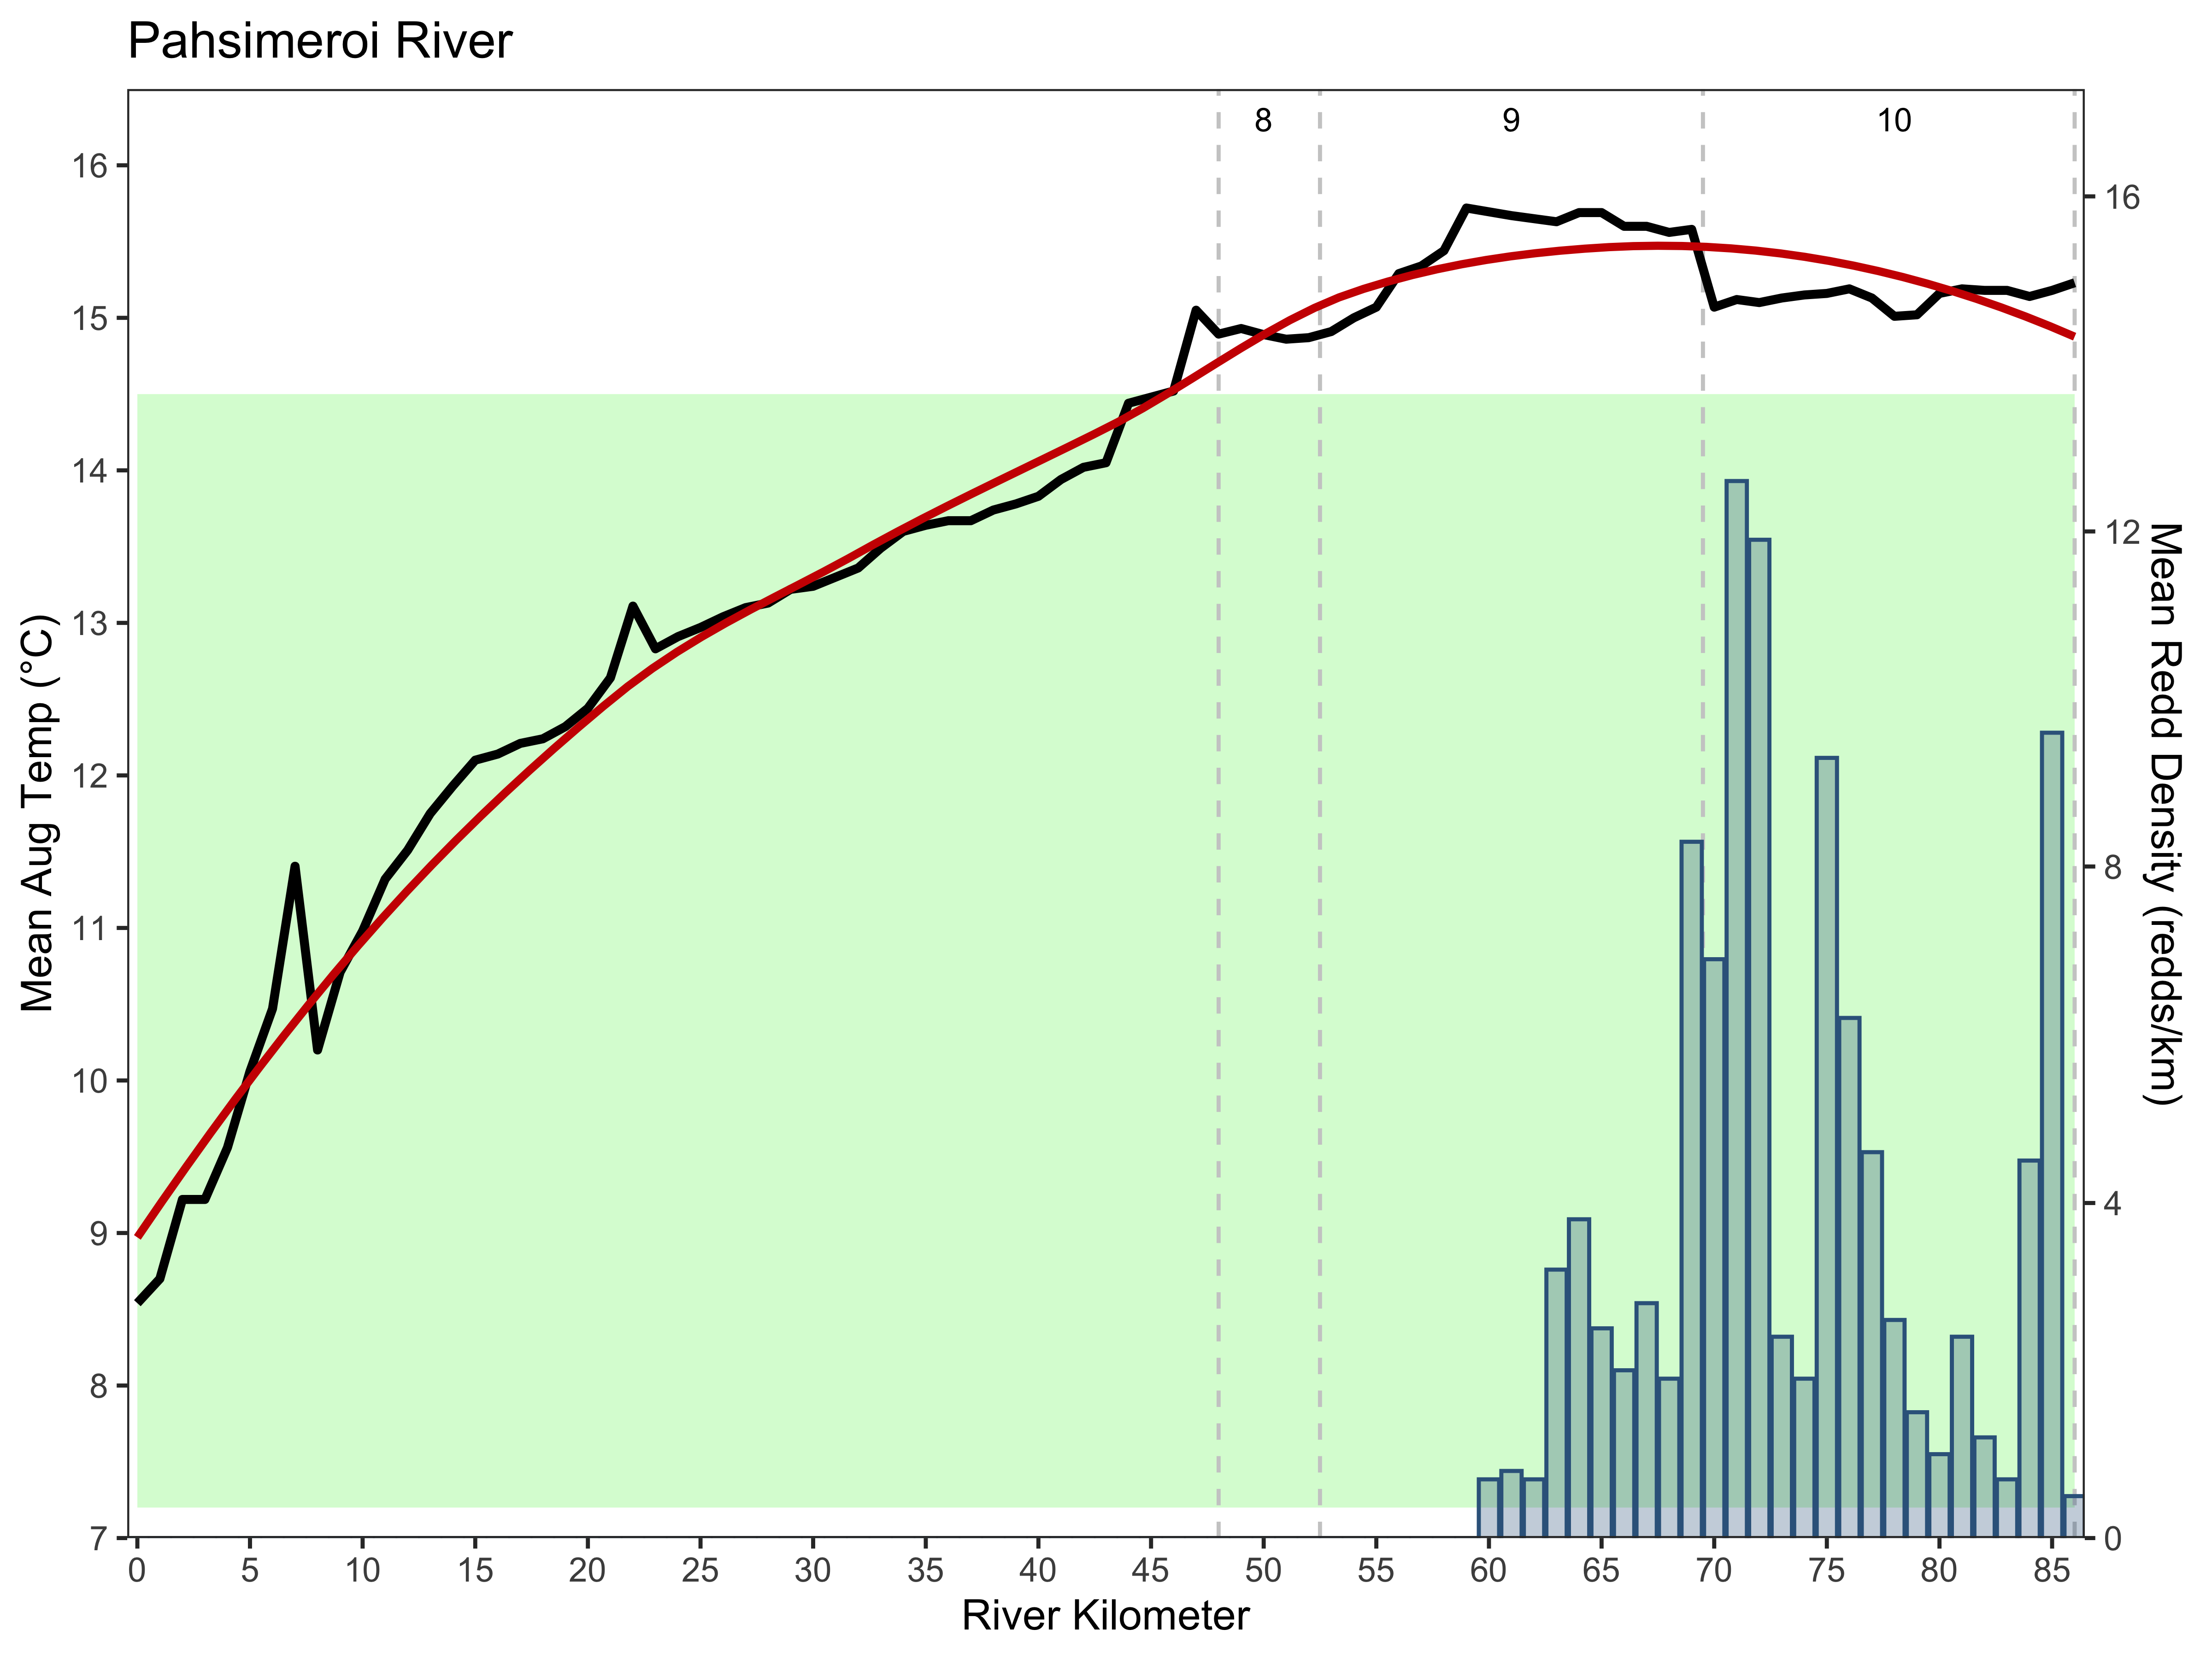 Pahsimeroi River
8 9 10
16
15
14
13
12
11
10
9
8
7
Mean Aug Temp (°C)
16
12
8
4
0
Mean Redd Density (redds/km)
0 5 10 15 20 25 30 35 40 45 50 55 60 65 70 75 80 85
River Kilometer